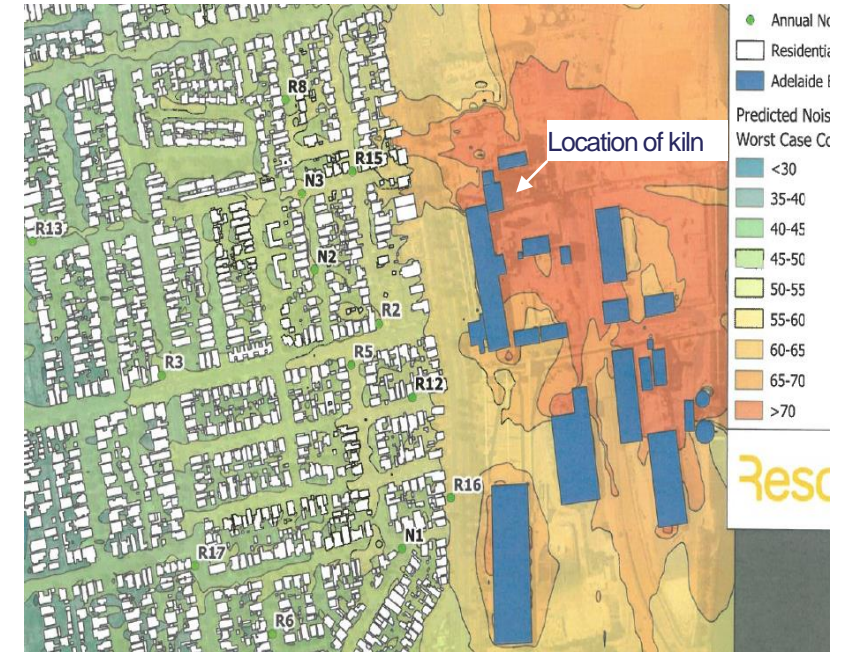 Annual No
Residentia
Adelaide B
Predicted Nois
Worst Case Co
<30
35-40
40-45
45-50
50-55
55-60
60-65
65-70
>70
Reso
Location of kiln
R8
R15
N3
R13
N2
R2
R5
R3
R12
R16
N1
R17
R6